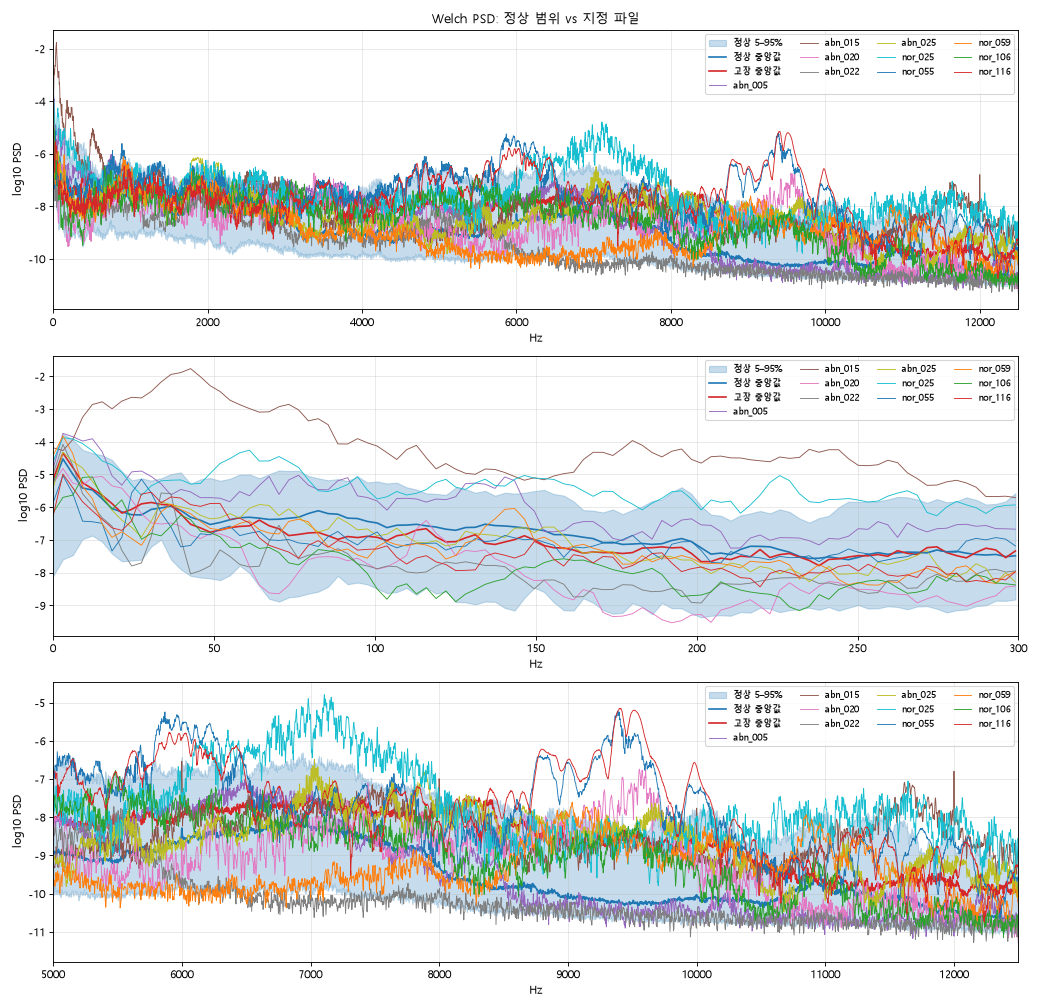 Welch PSD: 정상 범위 vs 지정 파일
정상 5–95% abn_015 abn_025 nor_059
정상 중앙값 abn_020 nor_025 nor_106
고장 중앙값 abn_022 nor_055 nor_116
abn_005
log10 PSD
-2
-4
-6
-8
-10
0 2000 4000 6000 8000 10000 12000
Hz
정상 5–95% abn_015 abn_025 nor_059
정상 중앙값 abn_020 nor_025 nor_106
고장 중앙값 abn_022 nor_055 nor_116
abn_005
log10 PSD
-2
-3
-4
-5
-6
-7
-8
-9
0 50 100 150 200 250 300
Hz
정상 5–95% abn_015 abn_025 nor_059
정상 중앙값 abn_020 nor_025 nor_106
고장 중앙값 abn_022 nor_055 nor_116
abn_005
log10 PSD
-5
-6
-7
-8
-9
-10
-11
5000 6000 7000 8000 9000 10000 11000 12000
Hz